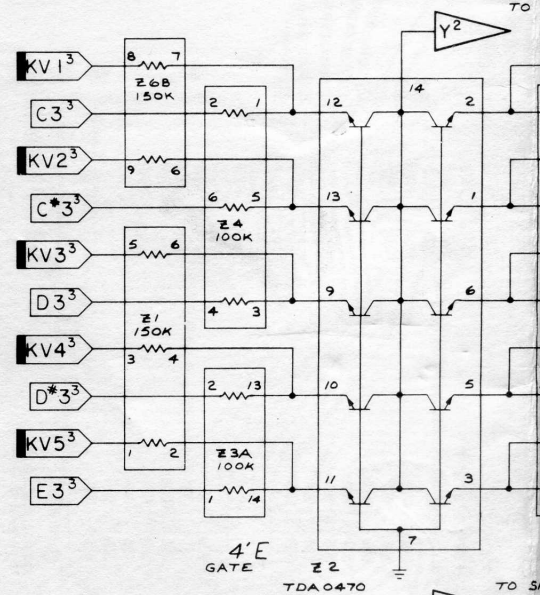 TO
Y²
KV1³ 8 7
Z6B
150K
14
C3³ 2 1 12 2
KV2³ 9 6
C#3³ 6 5 13 1
Z4
100K
KV3³ 5 6
D3³ 4 3 9 6
Z1
150K
KV4³ 3 4
D#3³ 2 13 10 5
KV5³ 1 2
Z3A
100K
E3³ 1 14 11 3
7
4'E
GATE
Z2
TDA0470
TO